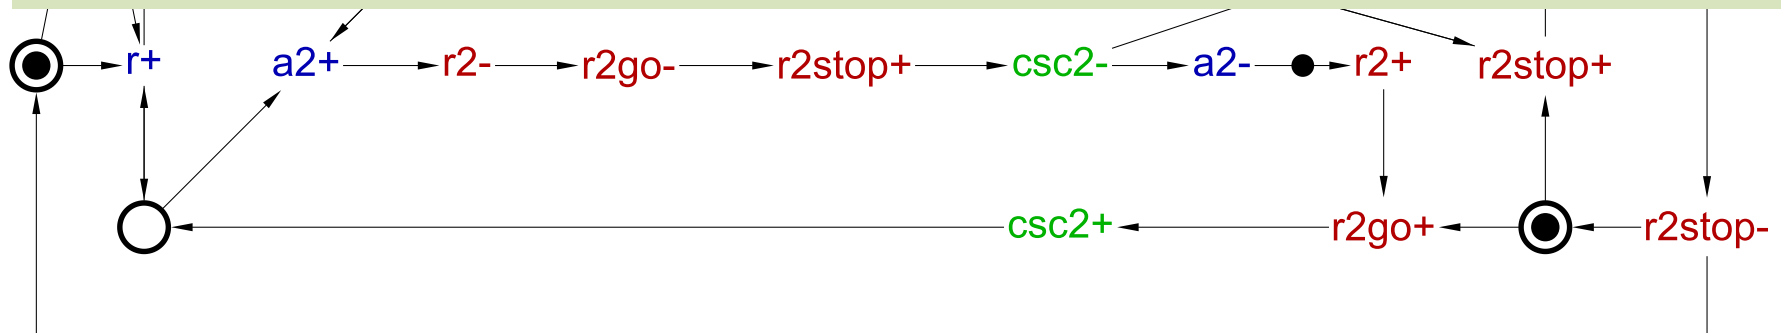 r+ a2+ r2- r2go- r2stop+ csc2- a2- r2+ r2stop+
csc2+ r2go+ r2stop-